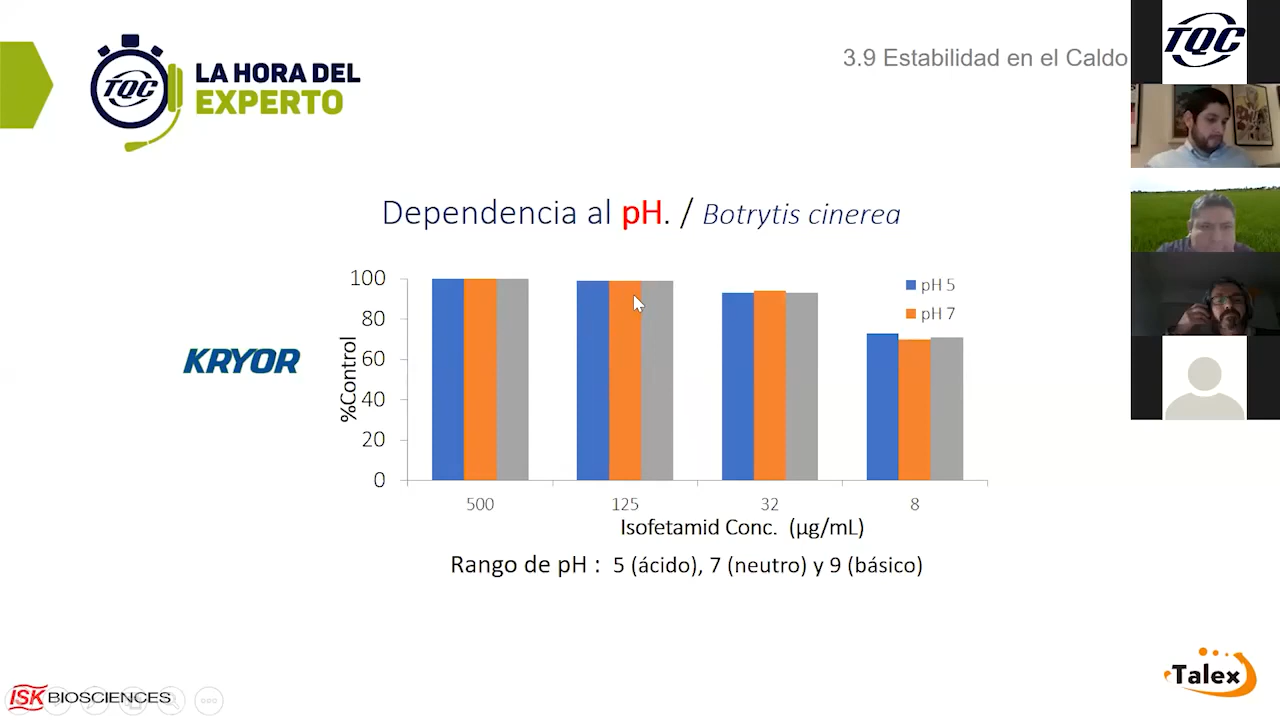 TQC
LA HORA DEL
EXPERTO
3.9 Estabilidad en el Caldo
TQC
Dependencia al pH. / Botrytis cinerea
KRYOR
%Control
100
80
60
40
20
0
pH 5
pH 7
500 125 32 8
Isofetamid Conc. (µg/mL)
Rango de pH : 5 (ácido), 7 (neutro) y 9 (básico)
ISK BIOSCIENCES
Talex